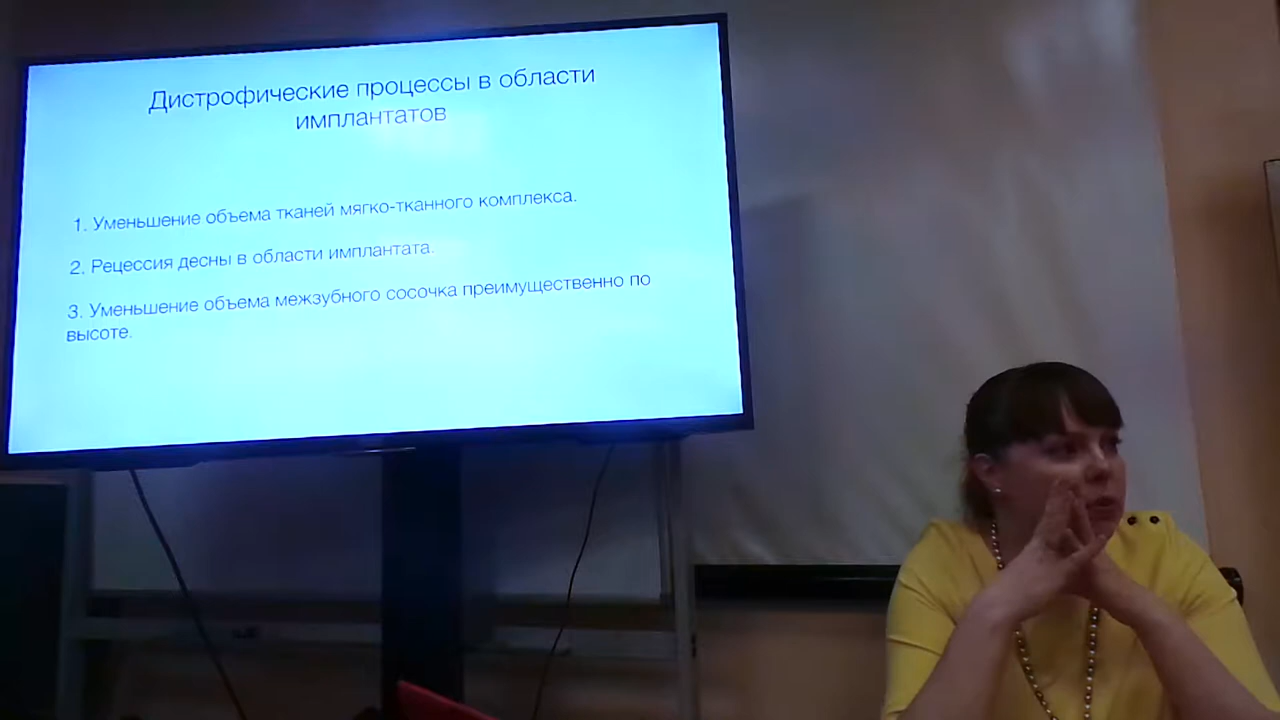 Дистрофические процессы в области
имплантатов
1. Уменьшение объема тканей мягко-тканного комплекса.
2. Рецессия десны в области имплантата.
3. Уменьшение объема межзубного сосочка преимущественно по
высоте.